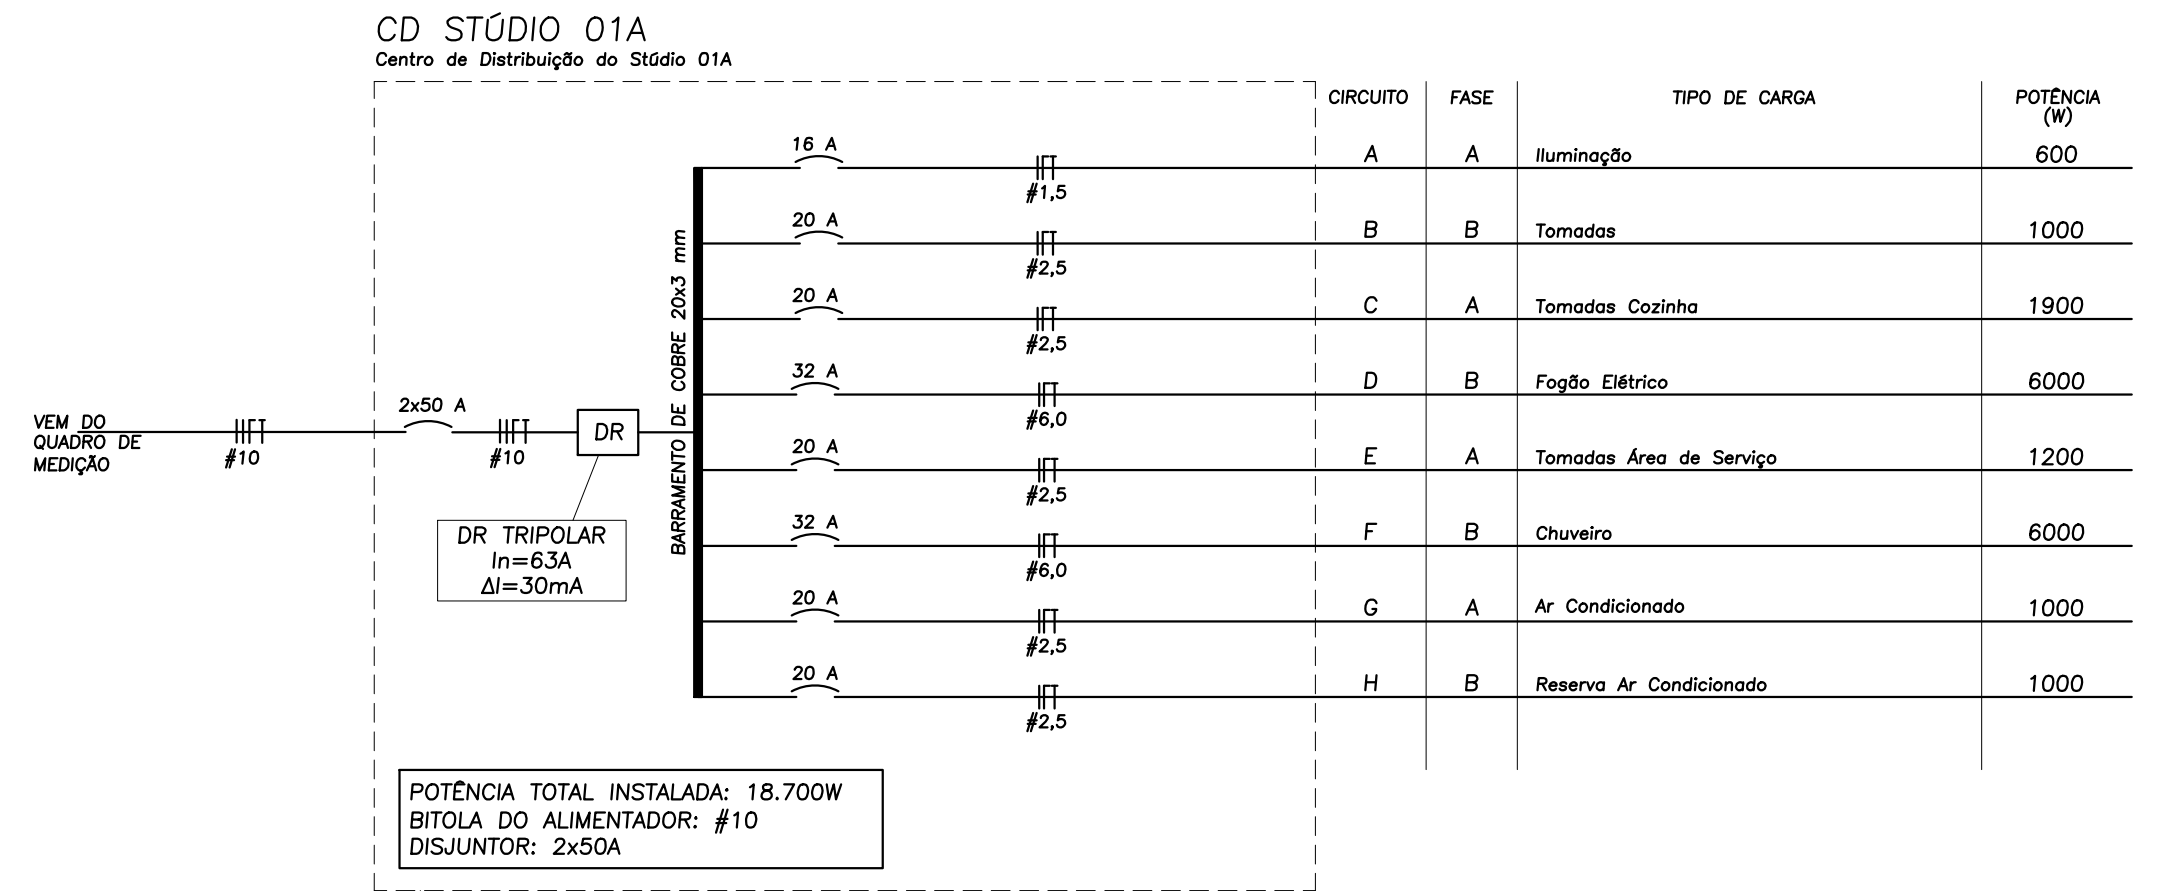 CD STÚDIO 01A
Centro de Distribuição do Stúdio 01A
CIRCUITO FASE TIPO DE CARGA POTÊNCIA
(W)
16 A #1,5 A A Iluminação 600
20 A #2,5 B B Tomadas 1000
20 A #2,5 C A Tomadas Cozinha 1900
32 A #6,0 D B Fogão Elétrico 6000
20 A #2,5 E A Tomadas Área de Serviço 1200
32 A #6,0 F B Chuveiro 6000
20 A #2,5 G A Ar Condicionado 1000
20 A #2,5 H B Reserva Ar Condicionado 1000
BARRAMENTO DE COBRE 20x3 mm
VEM DO
QUADRO DE
MEDIÇÃO
#10
2x50 A
#10
DR
DR TRIPOLAR
In=63A
ΔI=30mA
POTÊNCIA TOTAL INSTALADA: 18.700W
BITOLA DO ALIMENTADOR: #10
DISJUNTOR: 2x50A